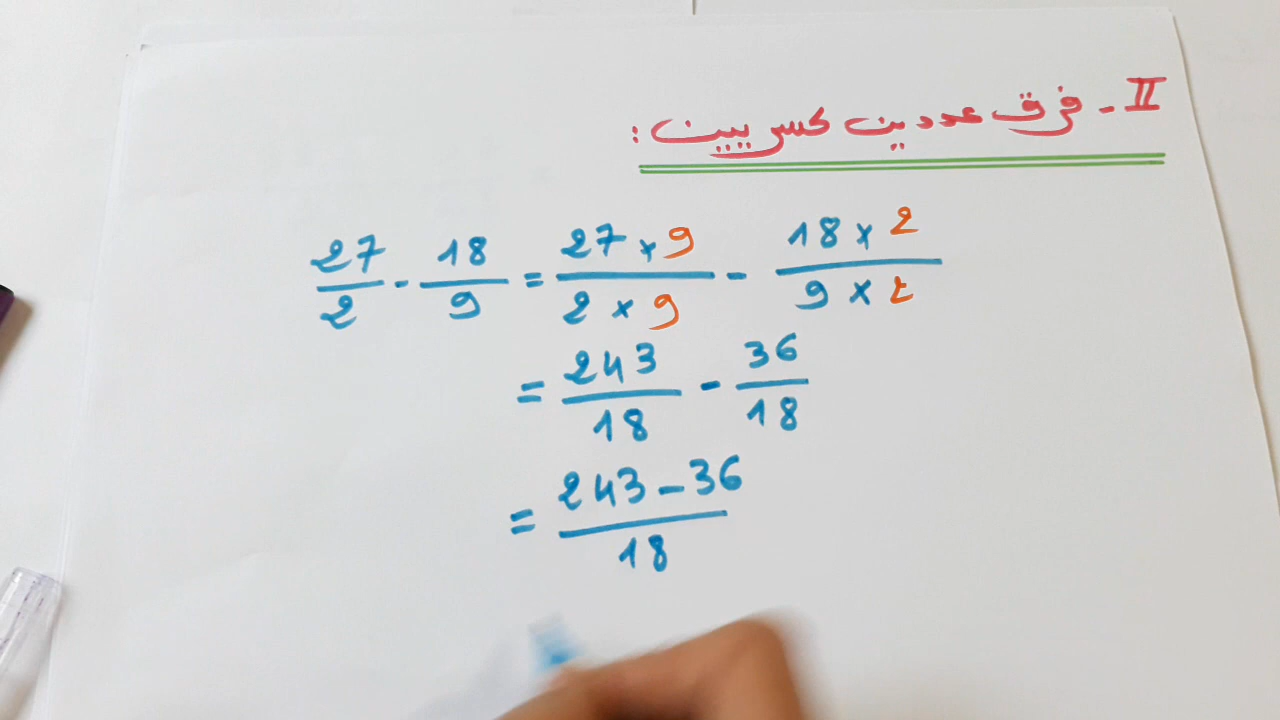 II - فرق عددين كسريين :
27/2 - 18/9 = 27 × 9 / 2 × 9 - 18 × 2 / 9 × 2
= 243/18 - 36/18
= 243 - 36 / 18